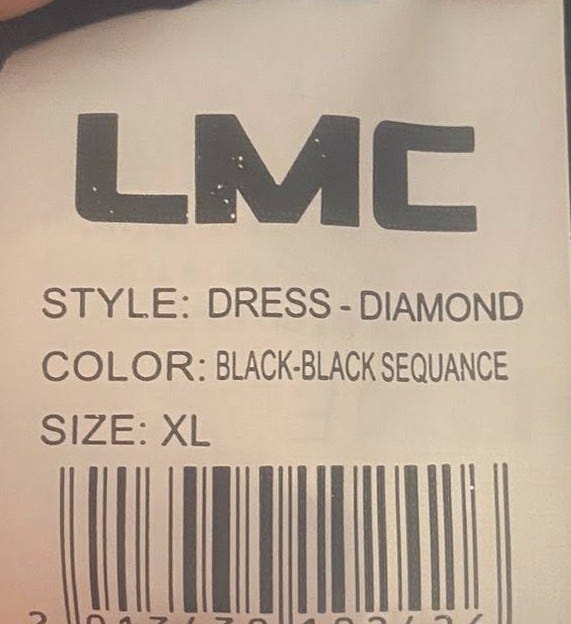 LMC
STYLE: DRESS - DIAMOND
COLOR: BLACK-BLACK SEQUANCE
SIZE: XL